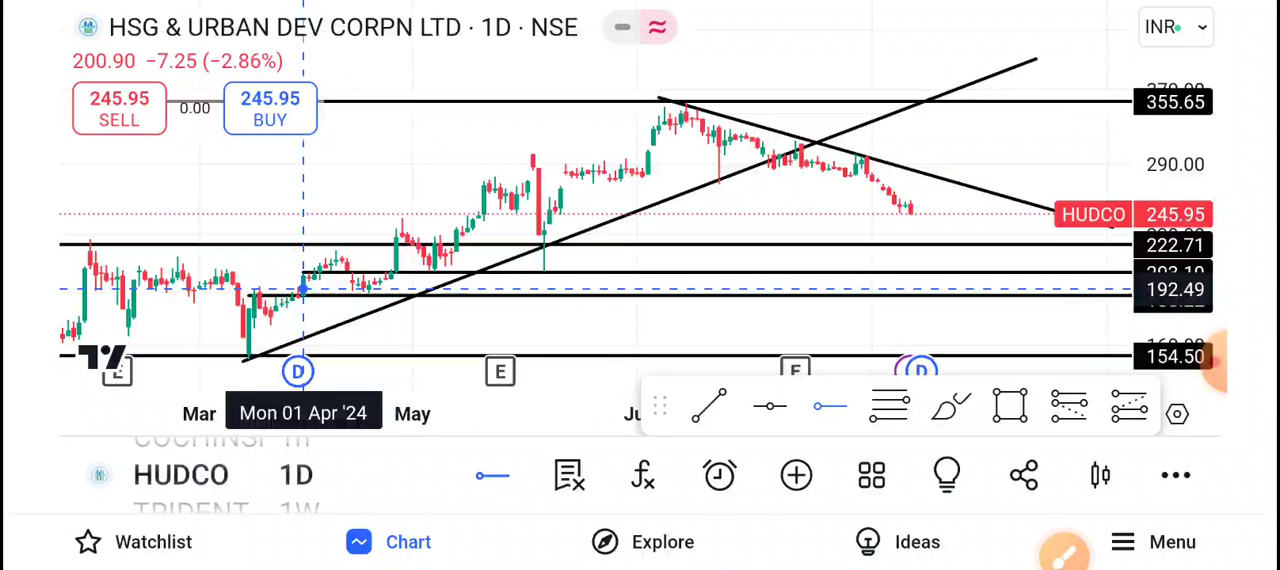 HSG & URBAN DEV CORPN LTD · 1D · NSE
INR
200.90 −7.25 (−2.86%)
245.95 SELL
0.00
245.95 BUY
355.65
290.00
HUDCO 245.95
222.71
192.49
154.50
E
D
E
E
D
Mar
Mon 01 Apr '24
May
HUDCO 1D
TRIDENT 1W
Watchlist
Chart
Explore
Ideas
Menu